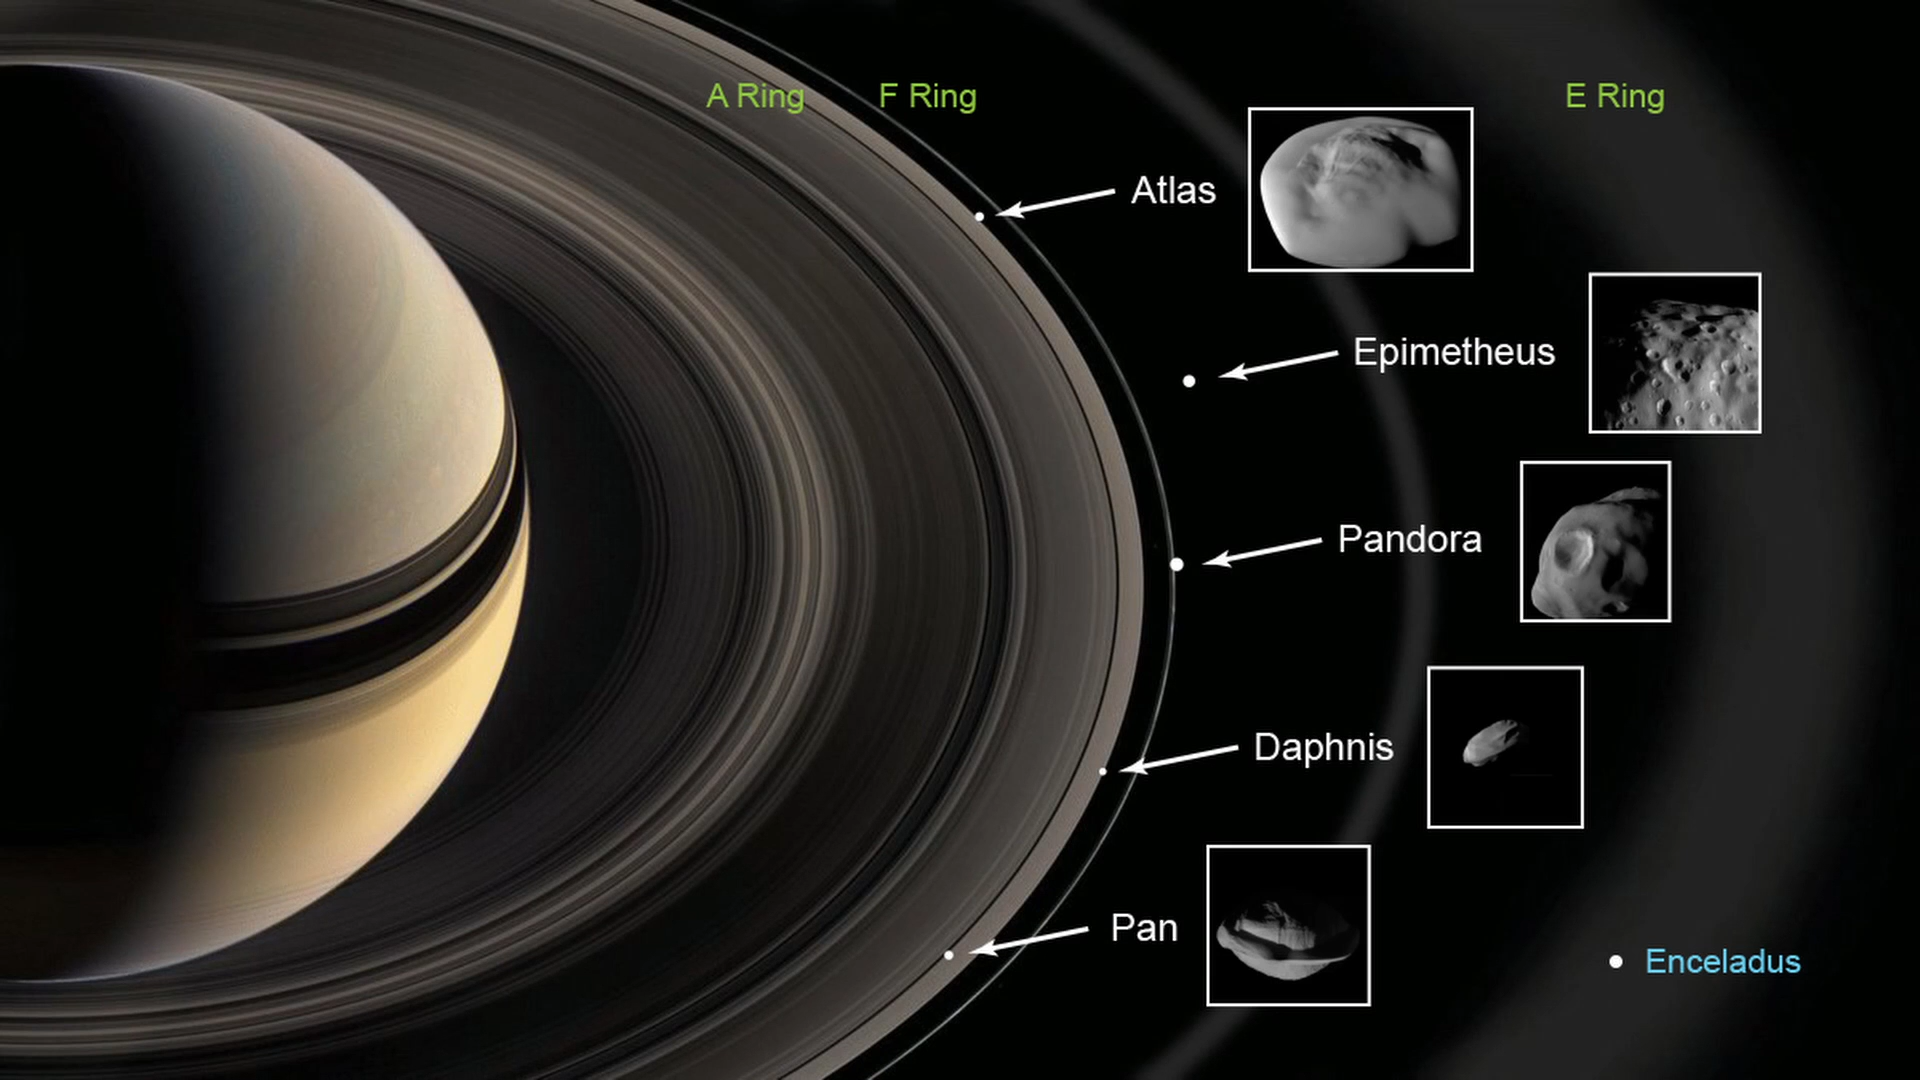 A Ring
F Ring
E Ring
Atlas
Epimetheus
Pandora
Daphnis
Pan
Enceladus